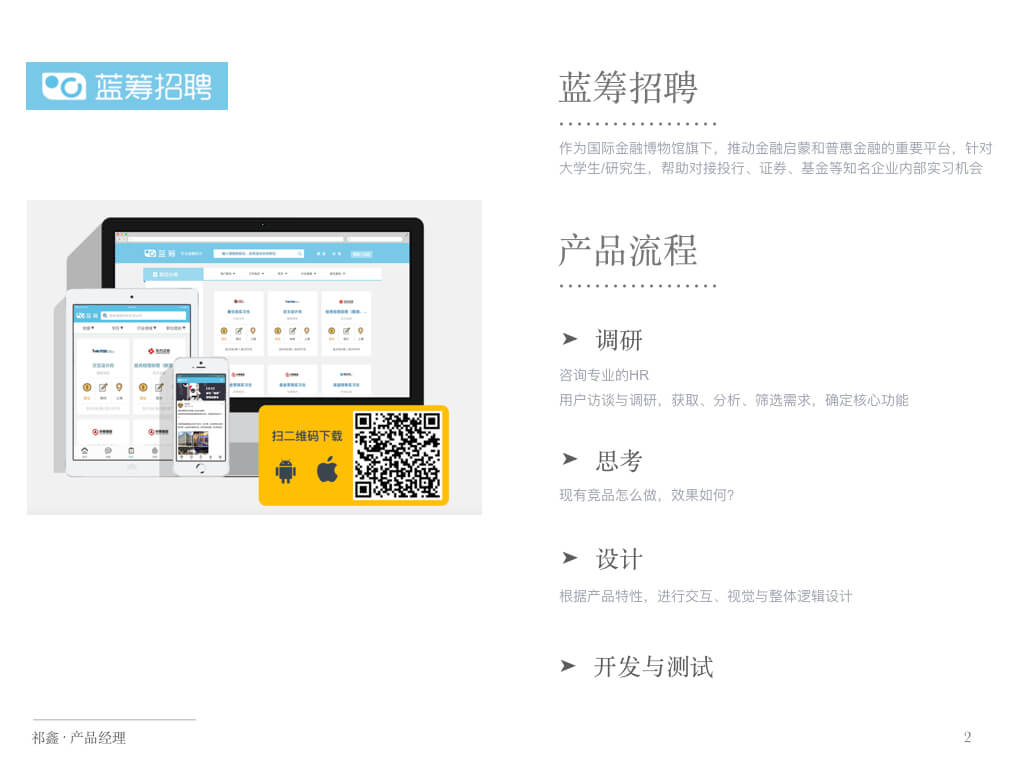 蓝筹招聘
扫二维码下载
蓝筹招聘
作为国际金融博物馆旗下，推动金融启蒙和普惠金融的重要平台，针对
大学生/研究生，帮助对接投行、证券、基金等知名企业内部实习机会
产品流程
➤ 调研
咨询专业的HR
用户访谈与调研，获取、分析、筛选需求，确定核心功能
➤ 思考
现有竞品怎么做，效果如何?
➤ 设计
根据产品特性，进行交互、视觉与整体逻辑设计
➤ 开发与测试
祁鑫 · 产品经理
2